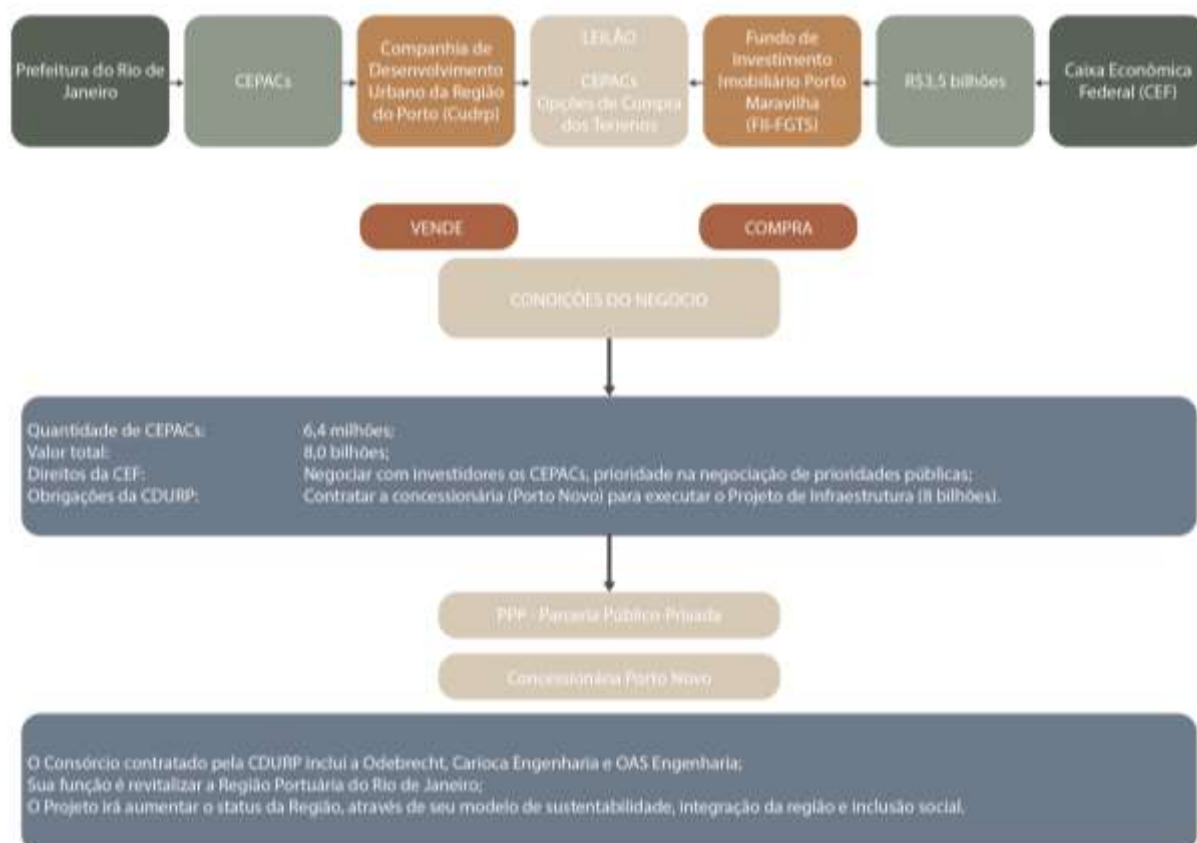 Prefeitura do Rio de
Janeiro
CEPACs
Companhia de
Desenvolvimento
Urbano da Região
do Porto (Cudrp)
LEILÃO
CEPACs
Opções de Compra
dos Terrenos
Fundo de
Investimento
Imobiliário Porto
Maravilha
(FII-FGTS)
R$3,5 bilhões
Caixa Econômica
Federal (CEF)
VENDE
COMPRA
CONDIÇÕES DO NEGÓCIO
Quantidade de CEPACs: 6,4 milhões;
Valor total: 8,0 bilhões;
Direitos da CEF: Negociar com investidores os CEPACs, prioridade na negociação de prioridades públicas;
Obrigações da CDURP: Contratar a concessionária (Porto Novo) para executar o Projeto de Infraestrutura (8 bilhões).
PPP - Parceria Público-Privada
Concessionária Porto Novo
O Consórcio contratado pela CDURP inclui a Odebrecht, Carioca Engenharia e OAS Engenharia;
Sua função é revitalizar a Região Portuária do Rio de Janeiro;
O Projeto irá aumentar o status da Região, através de seu modelo de sustentabilidade, integração da região e inclusão social.